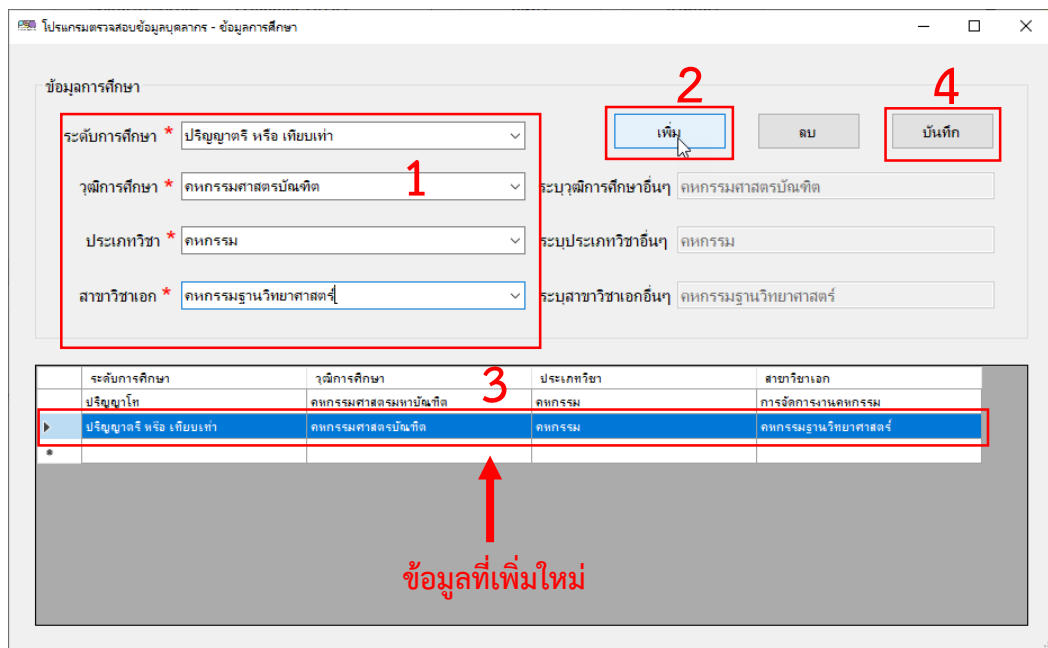 โปรแกรมตรวจสอบข้อมูลบุคลากร - ข้อมูลการศึกษา
ข้อมูลการศึกษา
2
4
ระดับการศึกษา * ปริญญาตรี หรือ เทียบเท่า
เพิ่ม
ลบ
บันทึก
1
วุฒิการศึกษา * คหกรรมศาสตรบัณฑิต
ระบุวุฒิการศึกษาอื่นๆ คหกรรมศาสตรบัณฑิต
ประเภทวิชา * คหกรรม
ระบุประเภทวิชาอื่นๆ คหกรรม
สาขาวิชาเอก * คหกรรมฐานวิทยาศาสตร์
ระบุสาขาวิชาเอกอื่นๆ คหกรรมฐานวิทยาศาสตร์
3
ระดับการศึกษา วุฒิการศึกษา ประเภทวิชา สาขาวิชาเอก
ปริญญาโท คหกรรมศาสตรมหาบัณฑิต คหกรรม การจัดการงานคหกรรม
ปริญญาตรี หรือ เทียบเท่า คหกรรมศาสตรบัณฑิต คหกรรม คหกรรมฐานวิทยาศาสตร์
ข้อมูลที่เพิ่มใหม่